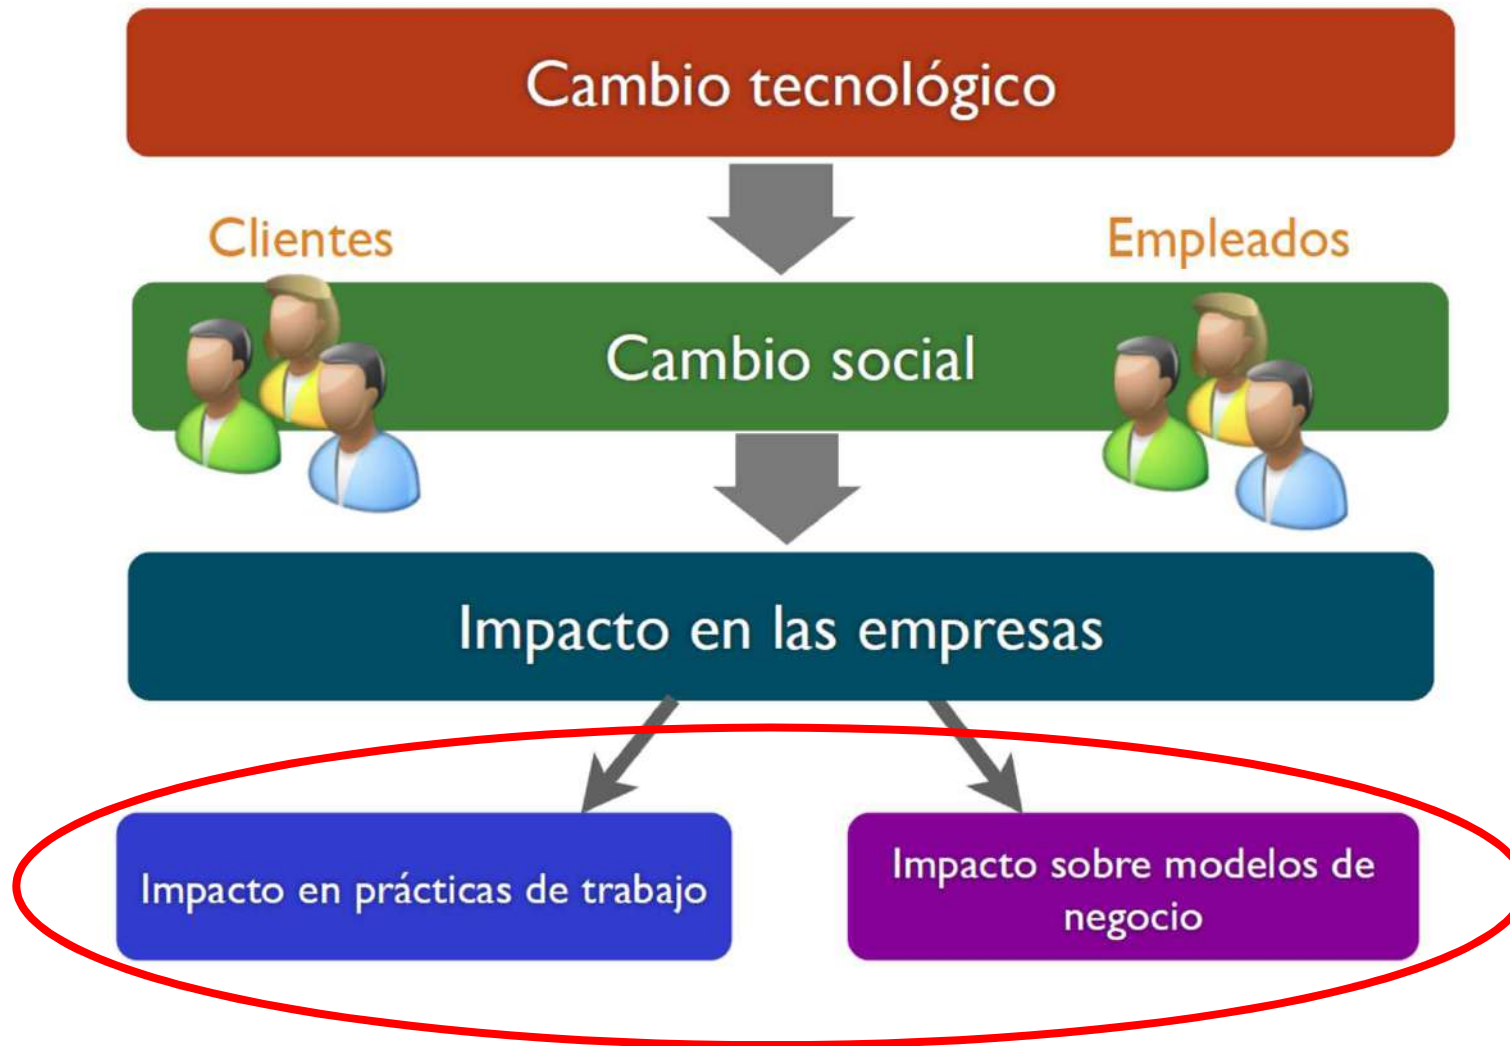 Cambio tecnológico
Clientes
Empleados
Cambio social
Impacto en las empresas
Impacto en prácticas de trabajo
Impacto sobre modelos de
negocio